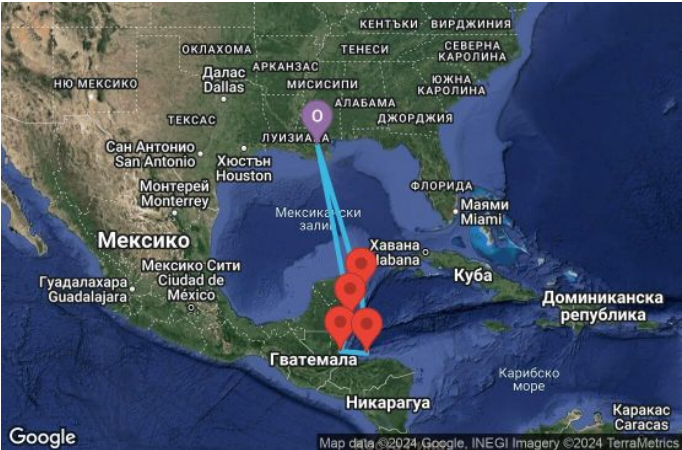 КЕНТЪКИ
ВИРДЖИНИЯ
ОКЛАХОМА
ТЕНЕСИ
СЕВЕРНА
КАРОЛИНА
АРКАНЗАС
НЮ МЕКСИКО
Далас
Dallas
МИСИСИПИ
ЮЖНА
КАРОЛИНА
АЛАБАМА
O
ТЕКСАС
ДЖОРДЖИЯ
ЛУИЗИАНА
Сан Антонио
San Antonio
Хюстън
Houston
Монтерей
Monterrey
ФЛОРИДА
Маями
Miami
Мексикански
залив
Мексико
Хавана
Habana
Мексико Сити
Ciudad de
México
Куба
Гуадалахара
Guadalajara
Доминиканска
република
Гватемала
Карибско
море
Никарагуа
Каракас
Caracas
Google
Map data ©2024 Google, INEGI Imagery ©2024 TerraMetrics